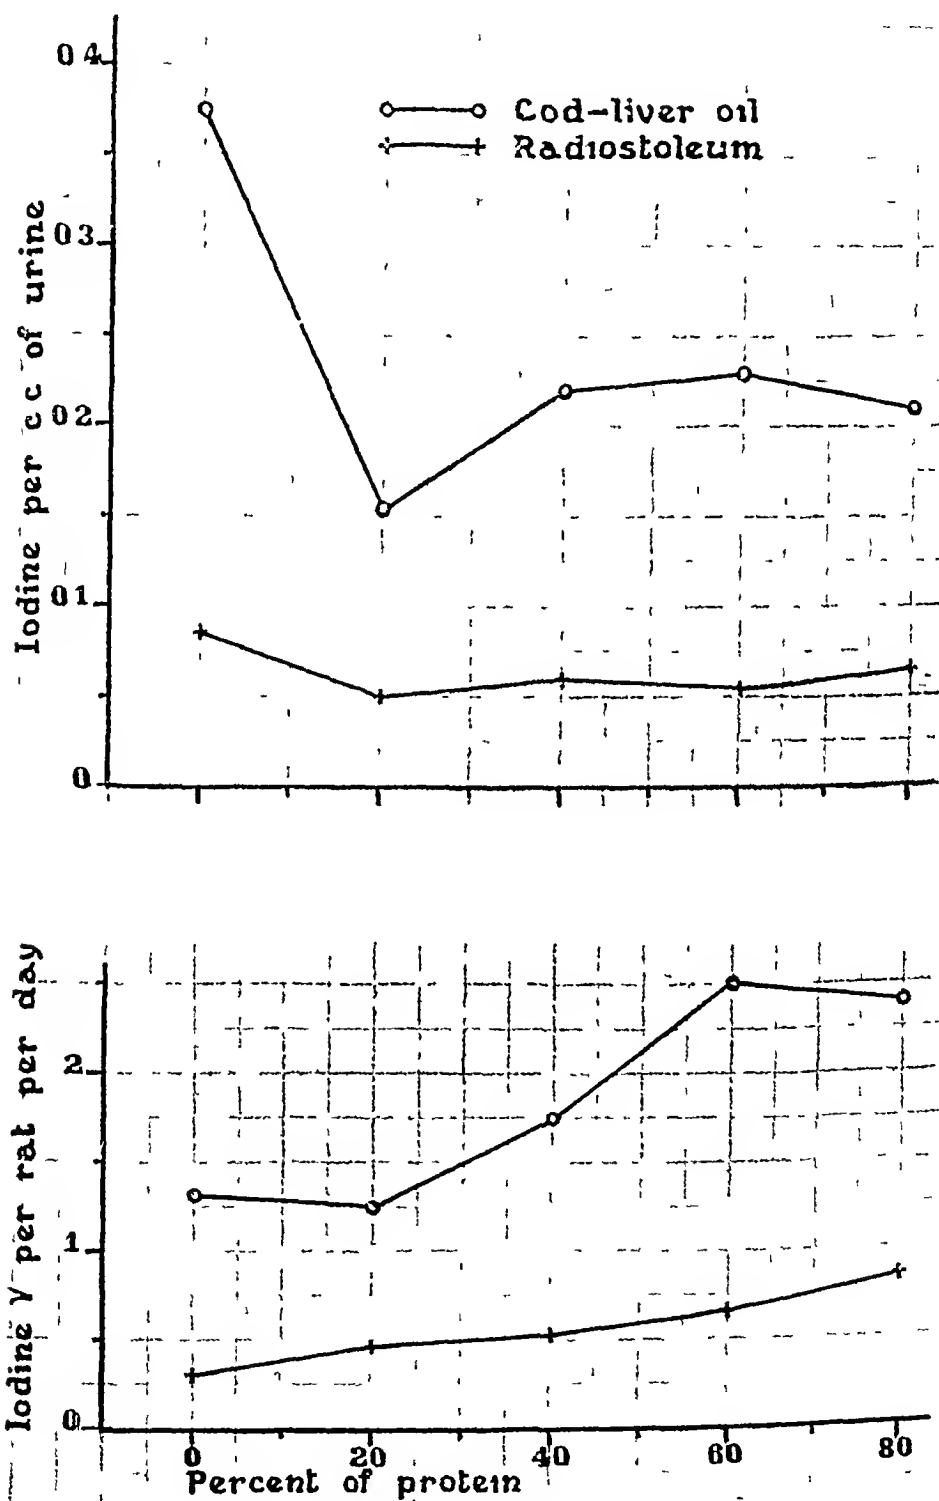 0 4
Cod-liver oil
Radiostoleum
0 3
0 2
0 1
0
Iodine per c c of urine
2
1
0
Iodine γ per rat per day
0 20 40 60 80
Percent of protein